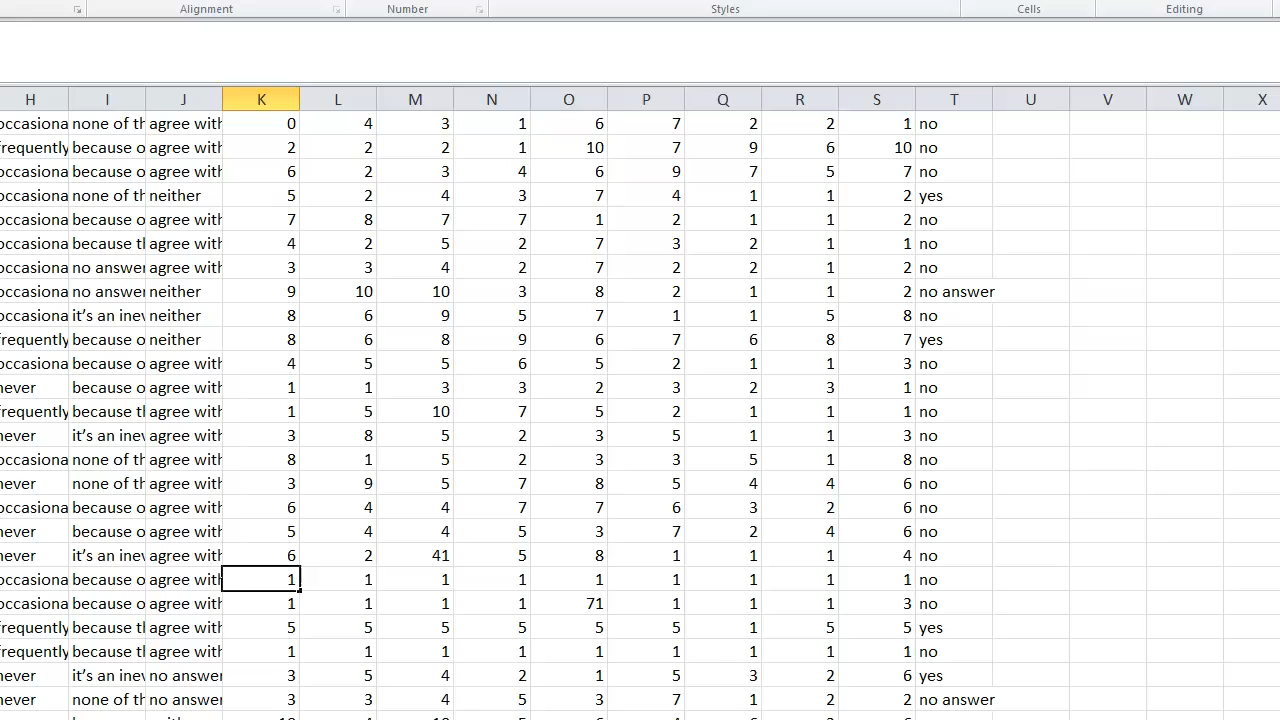 Alignment Number Styles Cells Editing
H I J K L M N O P Q R S T U V W X
occasiona none of th agree with 0 4 3 1 6 7 2 2 1 no
frequently because o agree with 2 2 2 1 10 7 9 6 10 no
occasiona because o agree with 6 2 3 4 6 9 7 5 7 no
occasiona none of th neither 5 2 4 3 7 4 1 1 2 yes
occasiona because o agree with 7 8 7 7 1 2 1 1 2 no
occasiona because th agree with 4 2 5 2 7 3 2 1 1 no
occasiona no answer agree with 3 3 4 2 7 2 2 1 2 no
occasiona no answer neither 9 10 10 3 8 2 1 1 2 no answer
occasiona it's an inev neither 8 6 9 5 7 1 1 5 8 no
frequently because o neither 8 6 8 9 6 7 6 8 7 yes
occasiona because o agree with 4 5 5 6 5 2 1 1 3 no
never because o agree with 1 1 3 3 2 3 2 3 1 no
frequently because th agree with 1 5 10 7 5 2 1 1 1 no
never it's an inev agree with 3 8 5 2 3 5 1 1 3 no
occasiona none of th agree with 8 1 5 2 3 3 5 1 8 no
never none of th agree with 3 9 5 7 8 5 4 4 6 no
occasiona because o agree with 6 4 4 7 7 6 3 2 6 no
never because o agree with 5 4 4 5 3 7 2 4 6 no
never it's an inev agree with 6 2 41 5 8 1 1 1 4 no
occasiona because o agree with 1 1 1 1 1 1 1 1 1 no
occasiona because o agree with 1 1 1 1 71 1 1 1 3 no
frequently because th agree with 5 5 5 5 5 5 1 5 5 yes
frequently because th agree with 1 1 1 1 1 1 1 1 1 no
never it's an inev no answer 3 5 4 2 1 5 3 2 6 yes
never none of th no answer 3 3 4 5 3 7 1 2 2 no answer